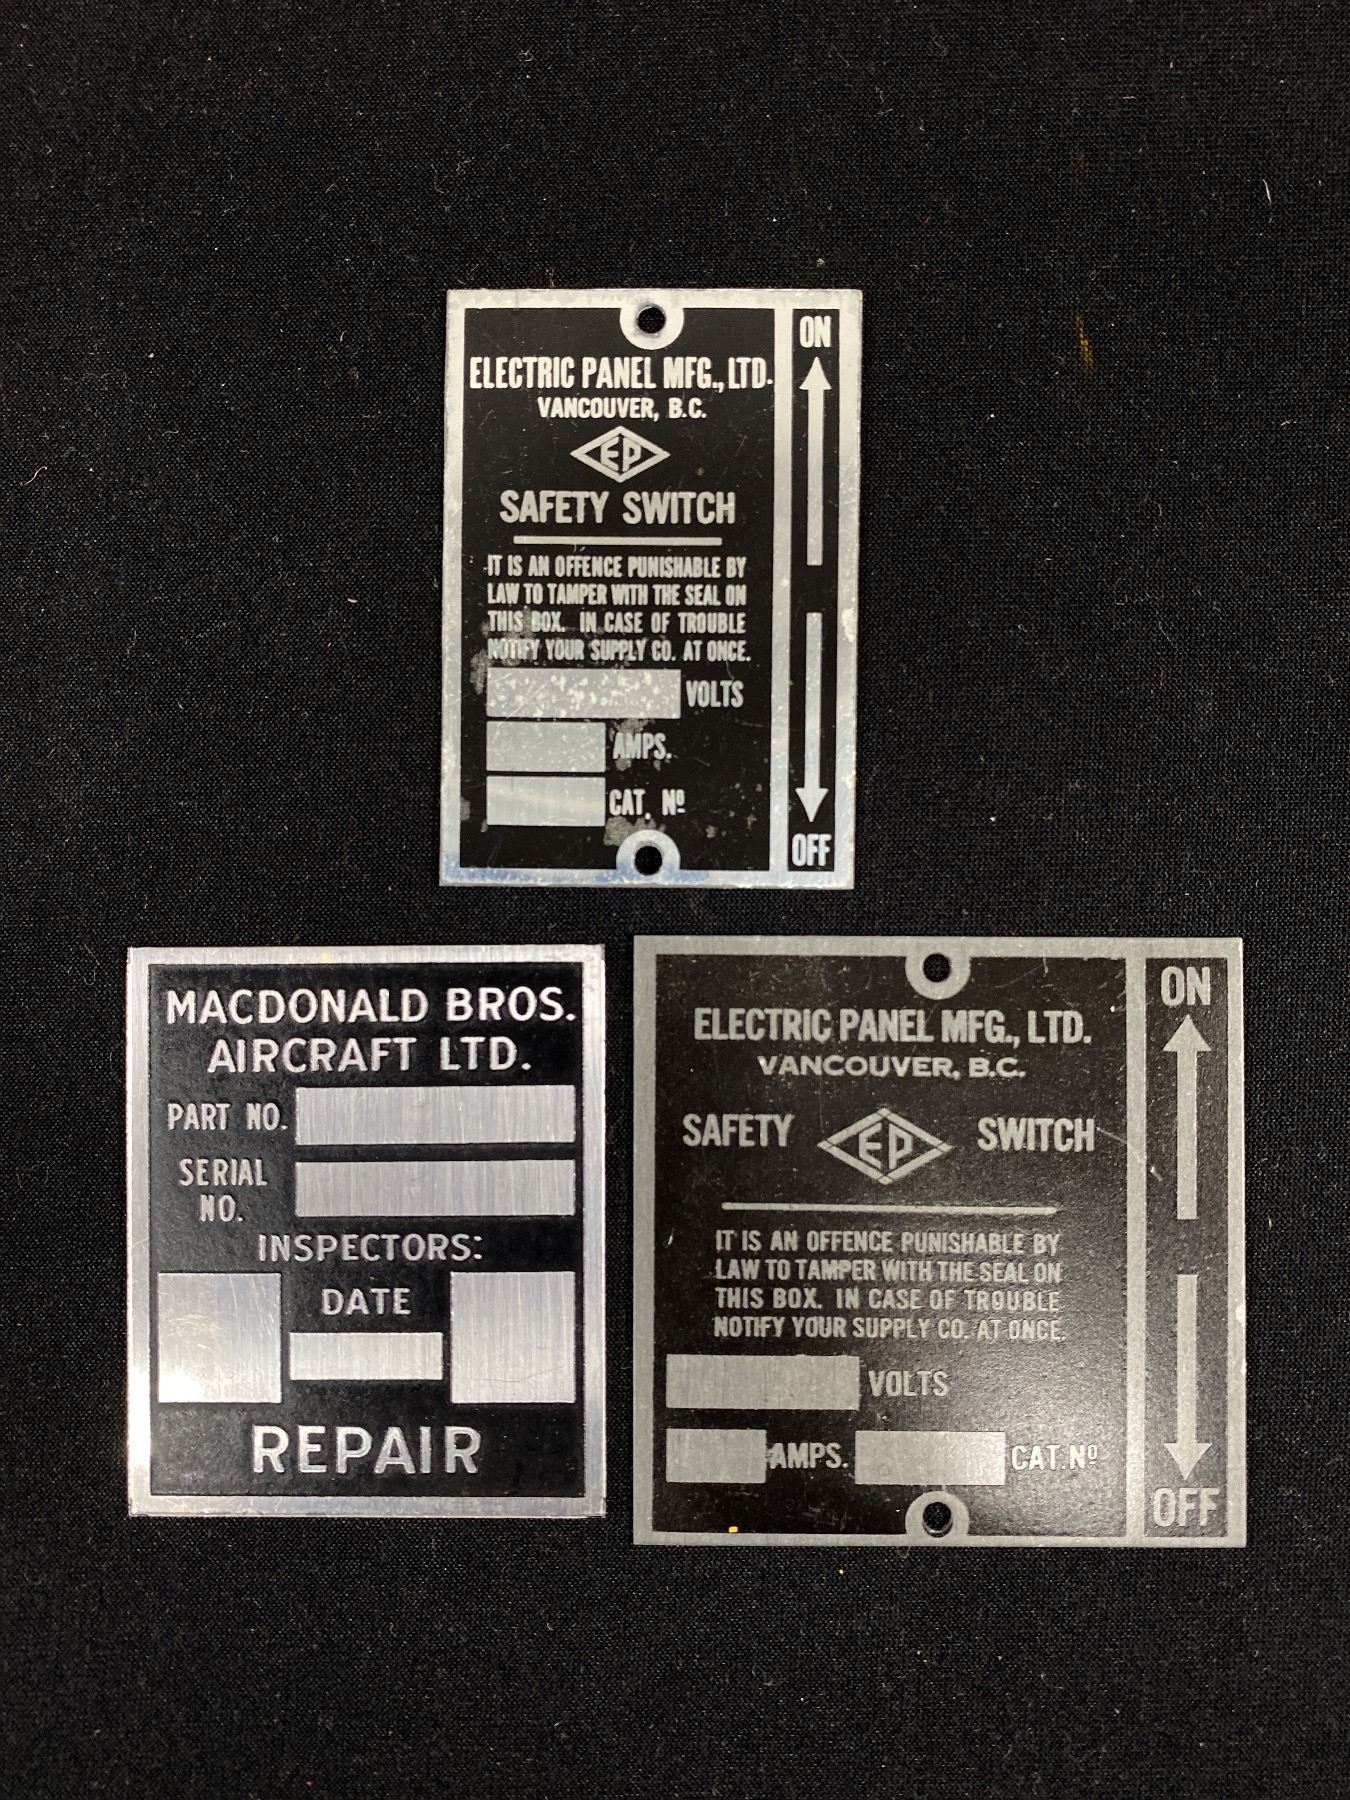 ELECTRIC PANEL MFG., LTD.
VANCOUVER, B.C.
EP
SAFETY SWITCH
IT IS AN OFFENCE PUNISHABLE BY
LAW TO TAMPER WITH THE SEAL ON
THIS BOX. IN CASE OF TROUBLE
NOTIFY YOUR SUPPLY CO. AT ONCE.
VOLTS
AMPS.
CAT. Nº
ON
OFF
MACDONALD BROS.
AIRCRAFT LTD.
PART NO.
SERIAL
NO.
INSPECTORS:
DATE
REPAIR
ELECTRIC PANEL MFG., LTD.
VANCOUVER, B.C.
SAFETY EP SWITCH
IT IS AN OFFENCE PUNISHABLE BY
LAW TO TAMPER WITH THE SEAL ON
THIS BOX. IN CASE OF TROUBLE
NOTIFY YOUR SUPPLY CO. AT ONCE.
VOLTS
AMPS. CAT. Nº
ON
OFF